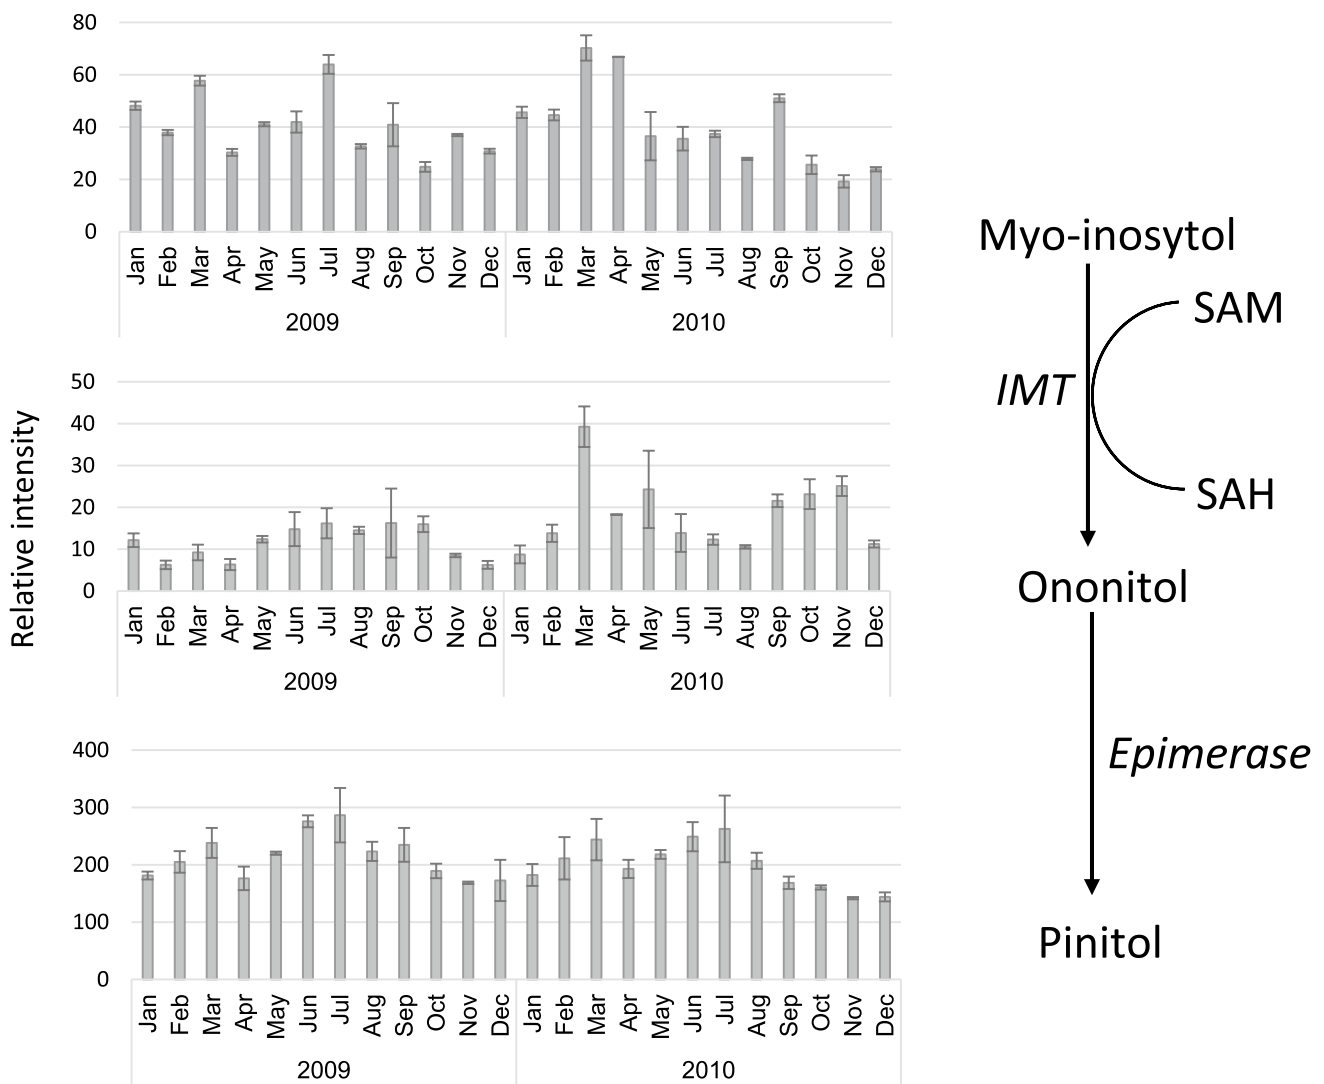 80
60
40
20
0
Jan Feb Mar Apr May Jun Jul Aug Sep Oct Nov Dec Jan Feb Mar Apr May Jun Jul Aug Sep Oct Nov Dec
2009 2010
Relative intensity
50
40
30
20
10
0
Jan Feb Mar Apr May Jun Jul Aug Sep Oct Nov Dec Jan Feb Mar Apr May Jun Jul Aug Sep Oct Nov Dec
2009 2010
400
300
200
100
0
Jan Feb Mar Apr May Jun Jul Aug Sep Oct Nov Dec Jan Feb Mar Apr May Jun Jul Aug Sep Oct Nov Dec
2009 2010
Myo-inosytol
SAM
IMT
SAH
Ononitol
Epimerase
Pinitol